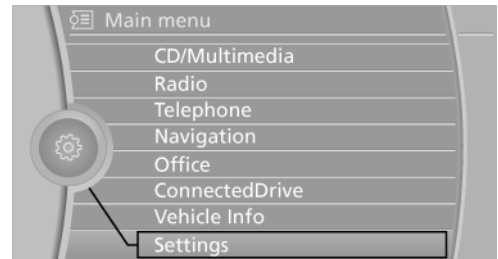 Main menu
CD/Multimedia
Radio
Telephone
Navigation
Office
ConnectedDrive
Vehicle Info
Settings